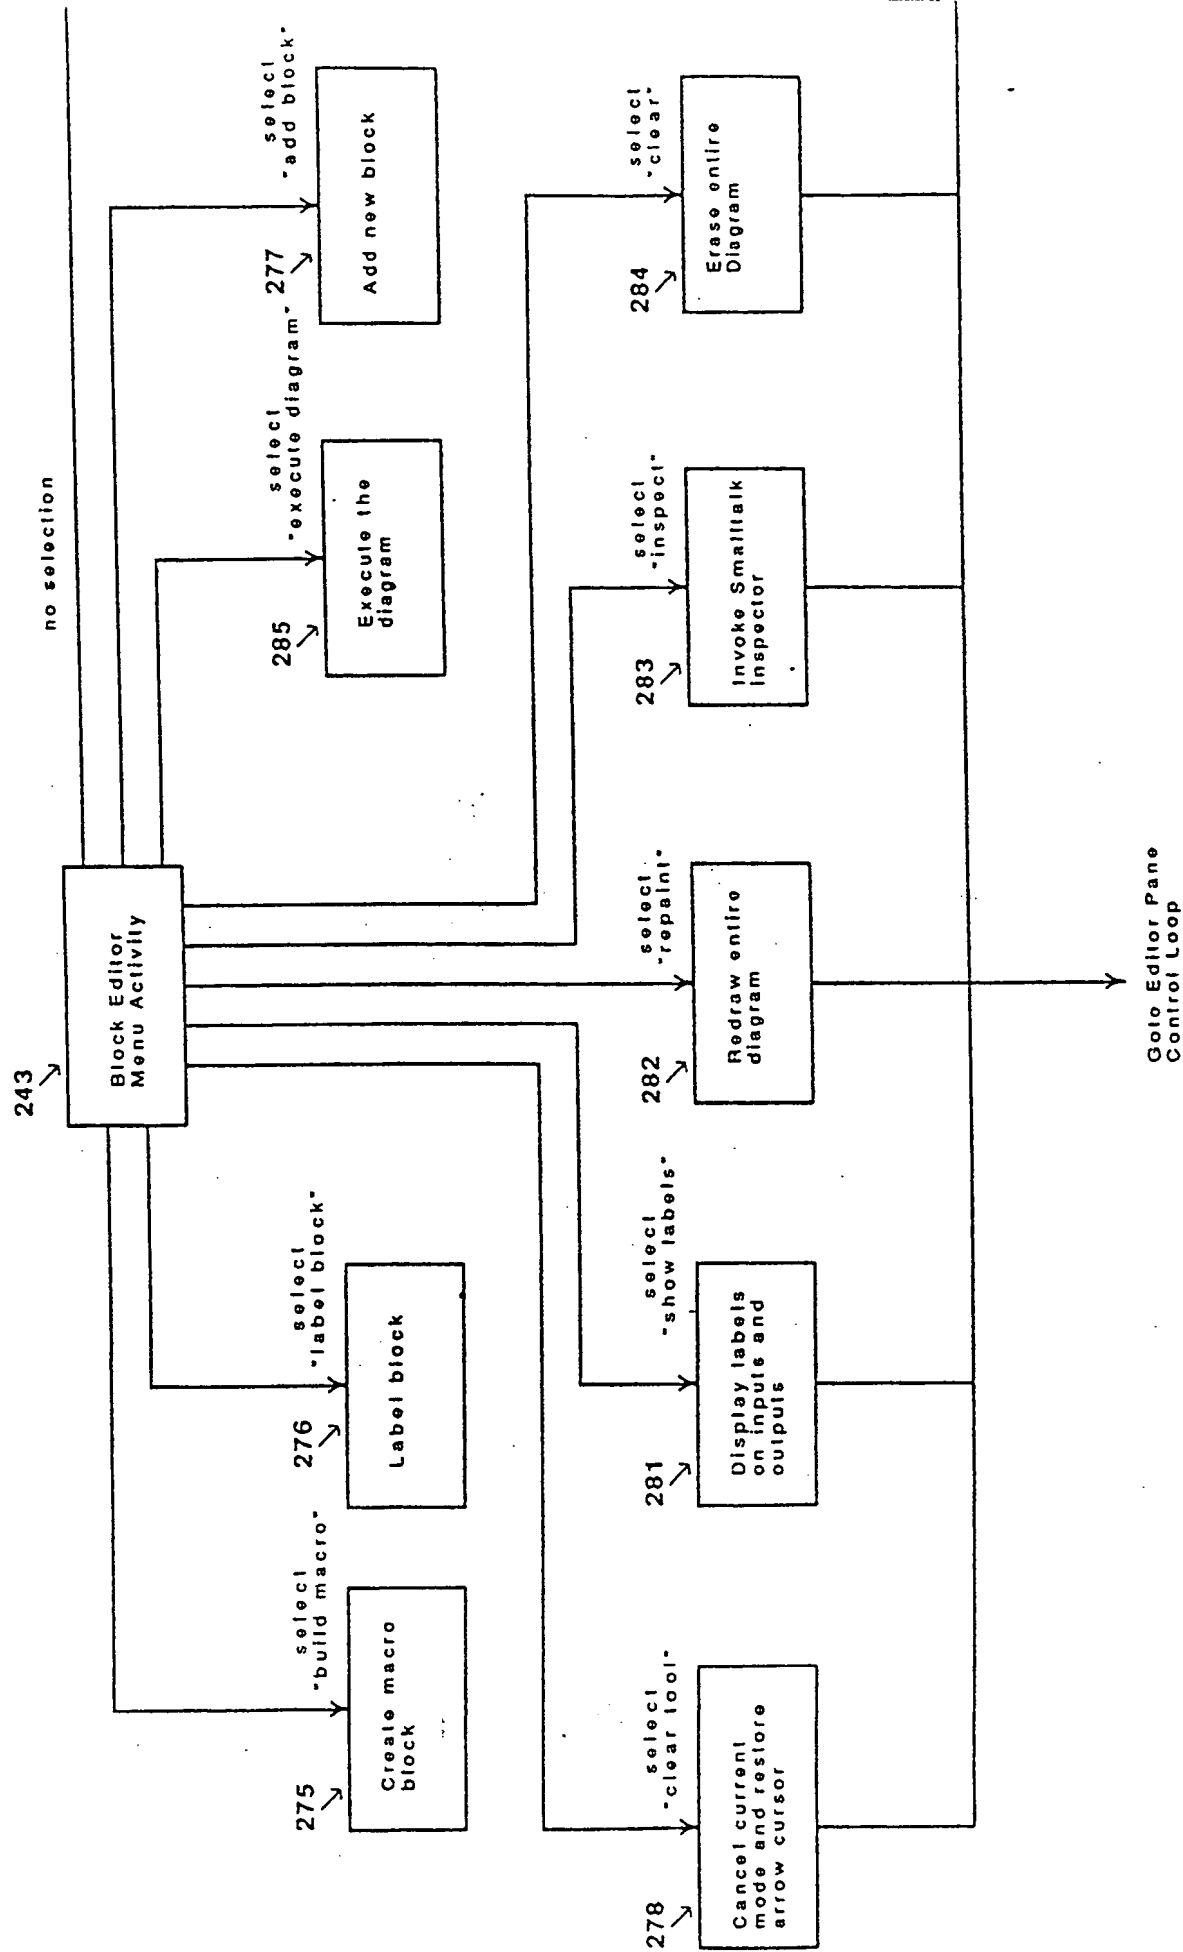 no selection
243
Block Editor
Menu Activity
select
"build macro"
275
Create macro
block
select
"label block"
276
Label block
select
"execute diagram"
285
Execute the
diagram
select
"add block"
277
Add new block
select
"clear tool"
278
Cancel current
mode and restore
arrow cursor
select
"show labels"
281
Display labels
on inputs and
outputs
select
"repaint"
282
Redraw entire
diagram
select
"inspect"
283
Invoke Smalltalk
Inspector
select
"clear"
284
Erase entire
Diagram
Goto Editor Pane
Control Loop